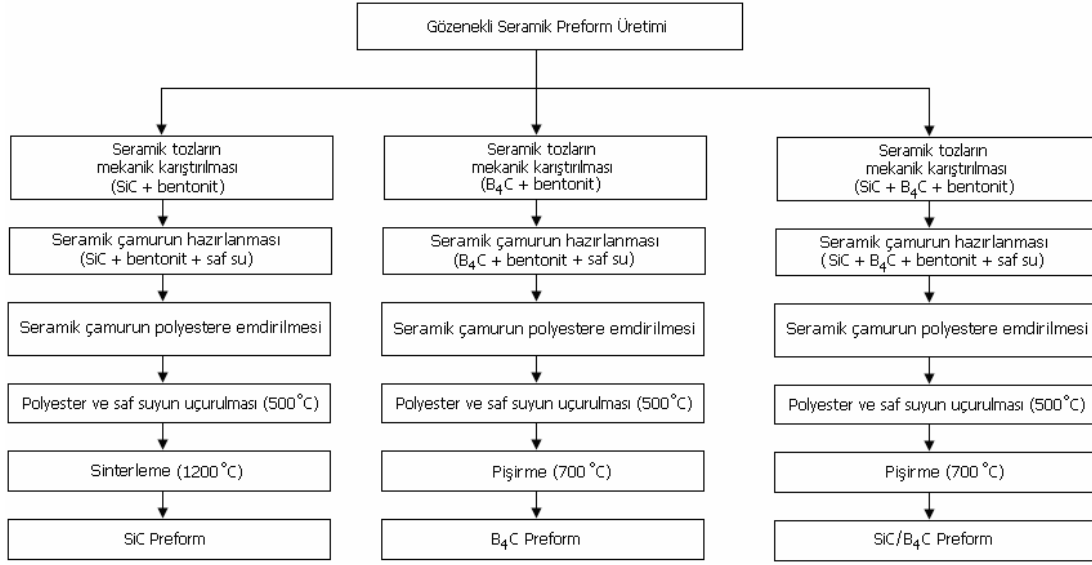 Gözenekli Seramik Preform Üretimi
Seramik tozların
mekanik karıştırılması
(SiC + bentonit)
Seramik çamurun hazırlanması
(SiC + bentonit + saf su)
Seramik çamurun polyestere emdirilmesi
Polyester ve saf suyun uçurulması (500°C)
Sinterleme (1200°C)
SiC Preform
Seramik tozların
mekanik karıştırılması
(B₄C + bentonit)
Seramik çamurun hazırlanması
(B₄C + bentonit + saf su)
Seramik çamurun polyestere emdirilmesi
Polyester ve saf suyun uçurulması (500°C)
Pişirme (700°C)
B₄C Preform
Seramik tozların
mekanik karıştırılması
(SiC + B₄C + bentonit)
Seramik çamurun hazırlanması
(SiC + B₄C + bentonit + saf su)
Seramik çamurun polyestere emdirilmesi
Polyester ve saf suyun uçurulması (500°C)
Pişirme (700°C)
SiC/B₄C Preform